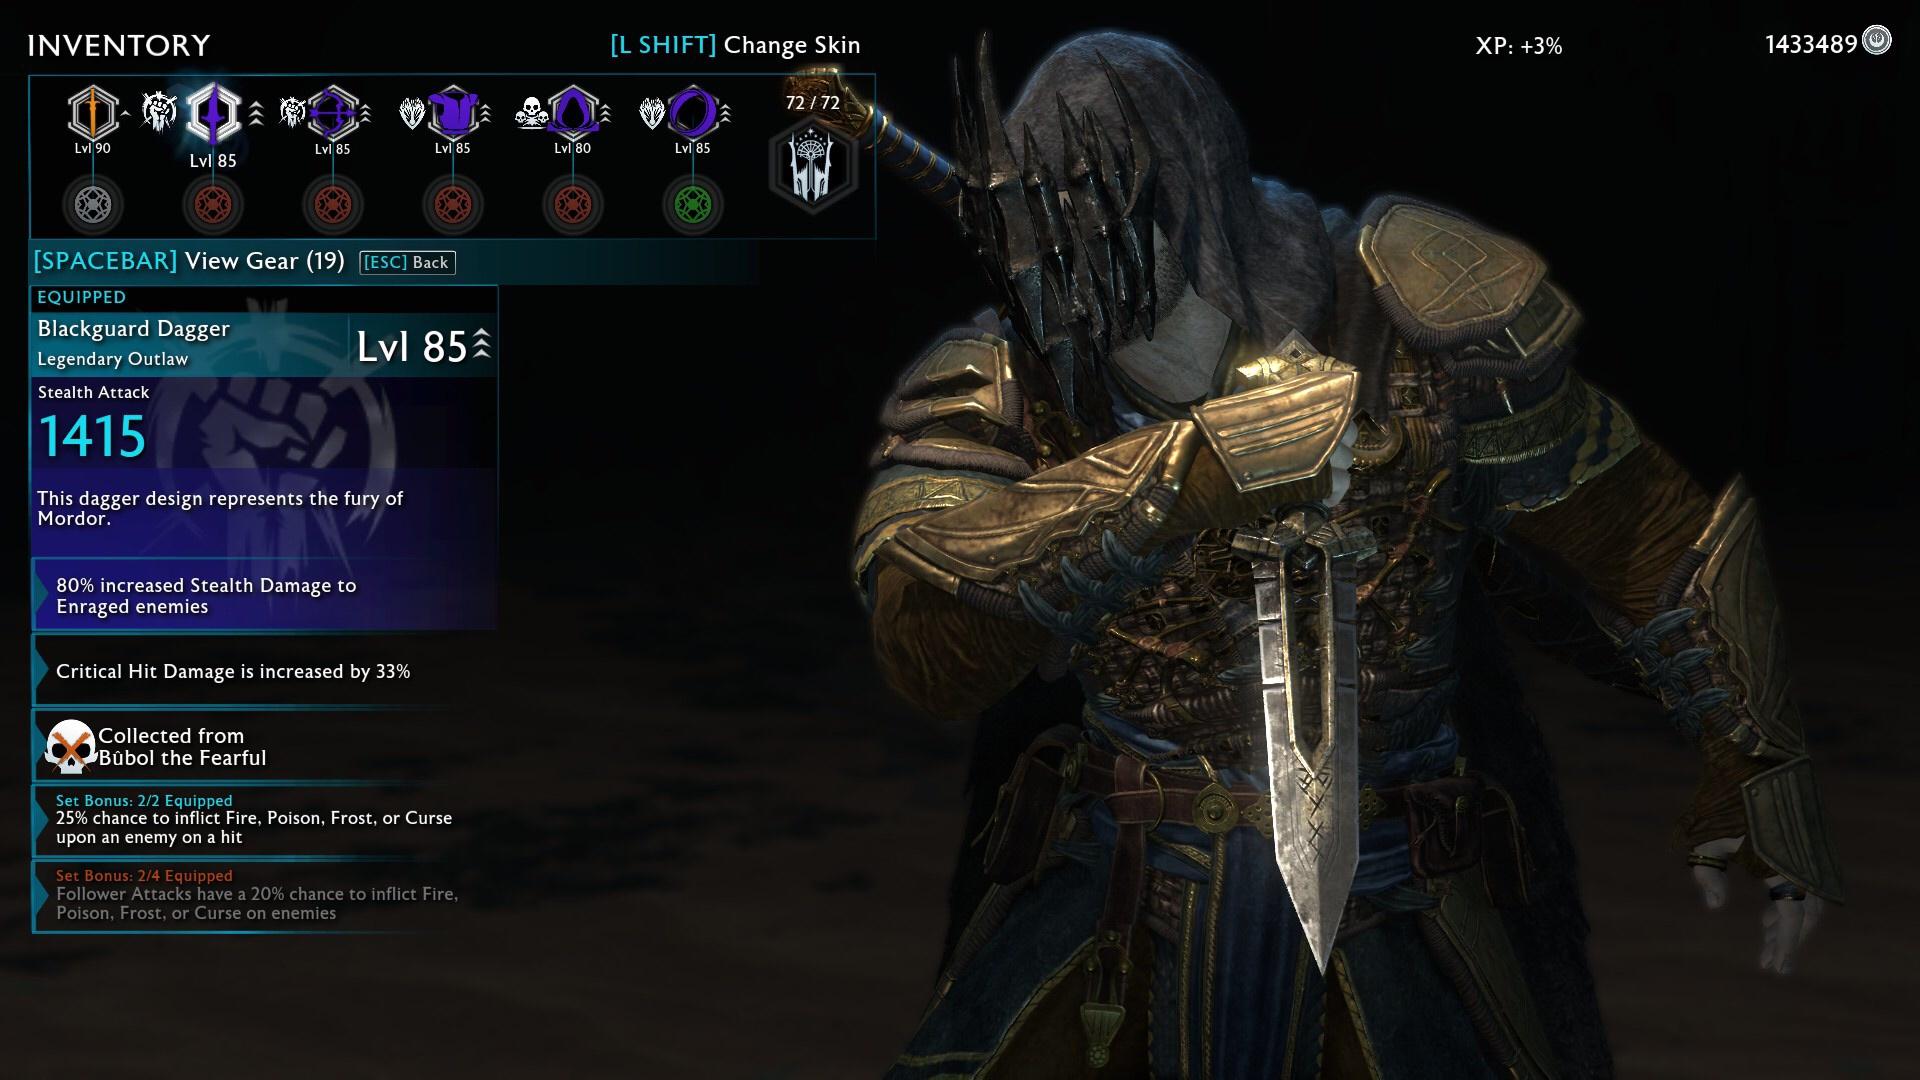 INVENTORY
[L SHIFT] Change Skin
XP: +3%
1433489
72 / 72
Lvl 90
Lvl 85
Lvl 85
Lvl 85
Lvl 80
Lvl 85
[SPACEBAR] View Gear (19) [ESC] Back
EQUIPPED
Blackguard Dagger
Legendary Outlaw
Lvl 85
Stealth Attack
1415
This dagger design represents the fury of
Mordor.
80% increased Stealth Damage to
Enraged enemies
Critical Hit Damage is increased by 33%
Collected from
Bûbol the Fearful
Set Bonus: 2/2 Equipped
25% chance to inflict Fire, Poison, Frost, or Curse
upon an enemy on a hit
Set Bonus: 2/4 Equipped
Follower Attacks have a 20% chance to inflict Fire,
Poison, Frost, or Curse on enemies